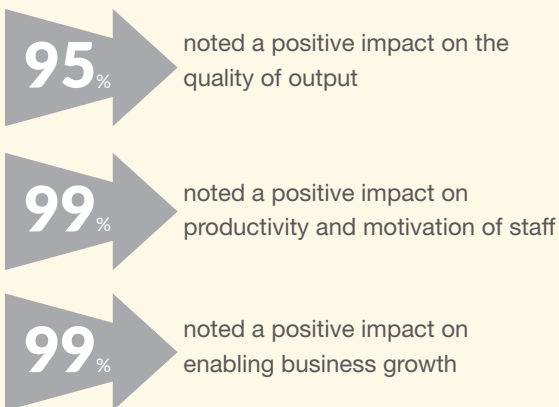 95%
noted a positive impact on the
quality of output
99%
noted a positive impact on
productivity and motivation of staff
99%
noted a positive impact on
enabling business growth